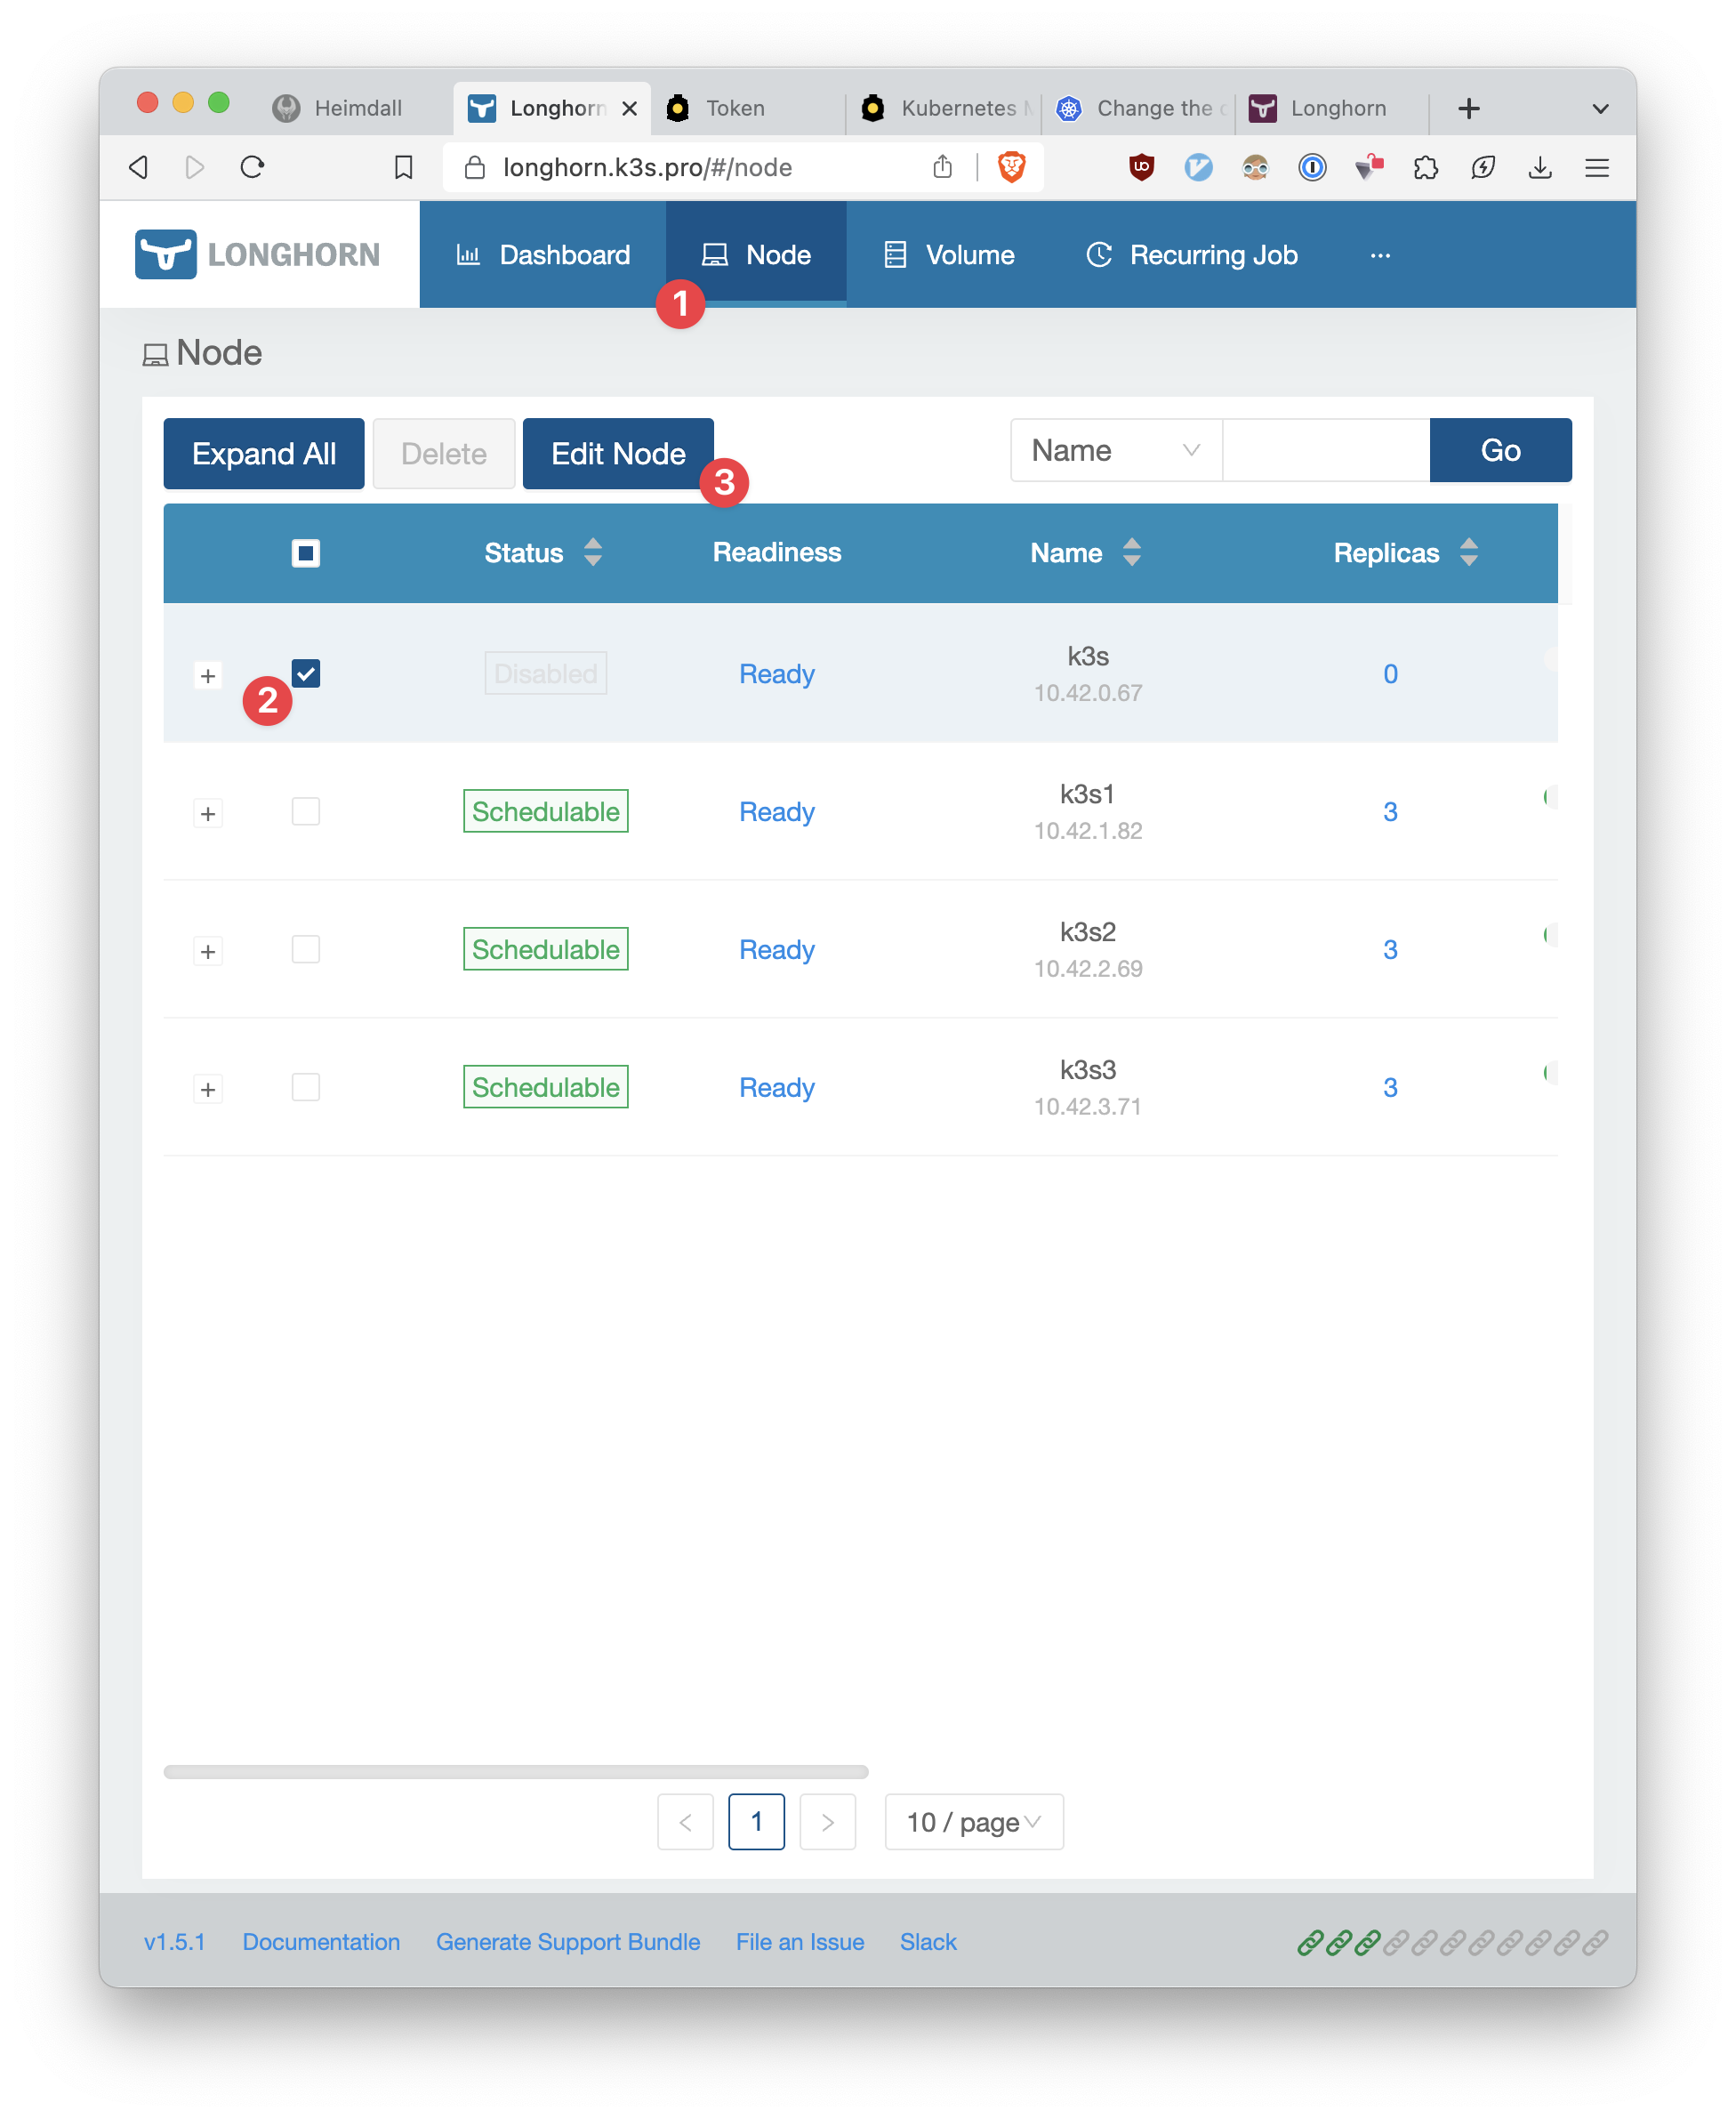 Heimdall
Longhorn
Token
Kubernetes
Change the
Longhorn
longhorn.k3s.pro/#/node
LONGHORN
Dashboard
Node
Volume
Recurring Job
···
1
Node
Expand All
Delete
Edit Node
Name
Go
3
Status
Readiness
Name
Replicas
2
Disabled
Ready
k3s
10.42.0.67
0
Schedulable
Ready
k3s1
10.42.1.82
3
Schedulable
Ready
k3s2
10.42.2.69
3
Schedulable
Ready
k3s3
10.42.3.71
3
<
1
>
10 / page
v1.5.1
Documentation
Generate Support Bundle
File an Issue
Slack